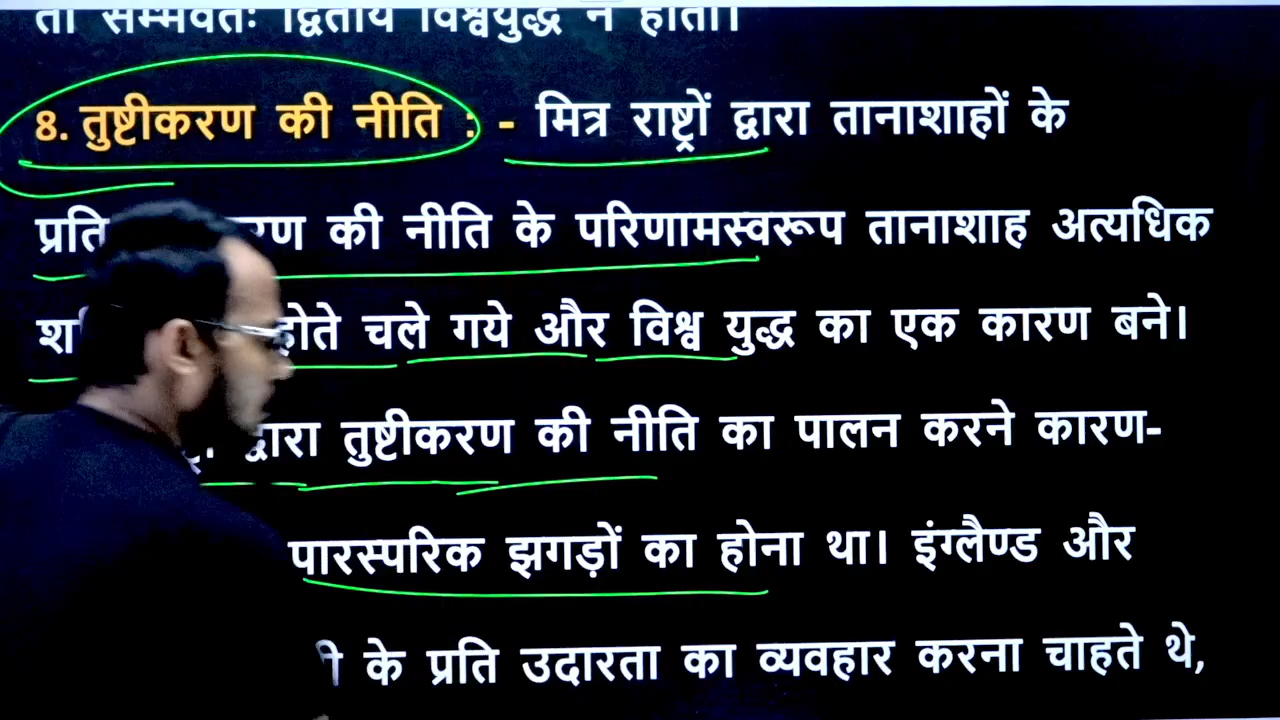 तो सम्भवतः द्वितीय विश्वयुद्ध न होता।
8. तुष्टीकरण की नीति : - मित्र राष्ट्रों द्वारा तानाशाहों के
प्रति की नीति के परिणामस्वरूप तानाशाह अत्यधिक
होते चले गये और विश्व युद्ध का एक कारण बने।
द्वारा तुष्टीकरण की नीति का पालन करने कारण-
पारस्परिक झगड़ों का होना था। इंग्लैण्ड और
के प्रति उदारता का व्यवहार करना चाहते थे,